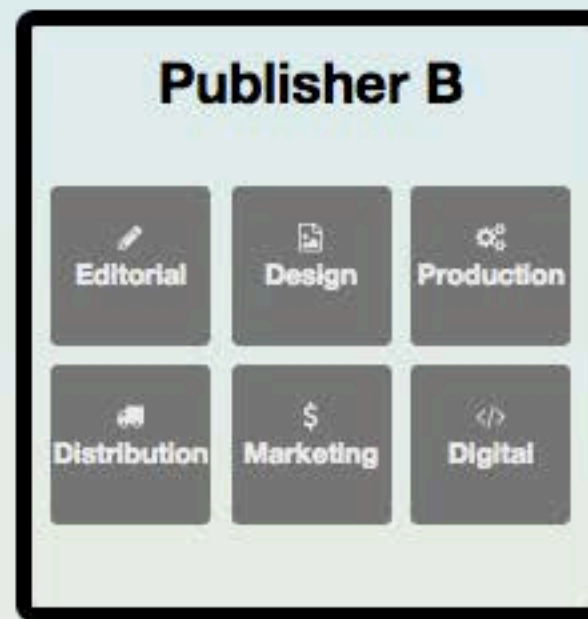 Publisher B
Editorial
Design
Production
Distribution
$
Marketing
</>
Digital